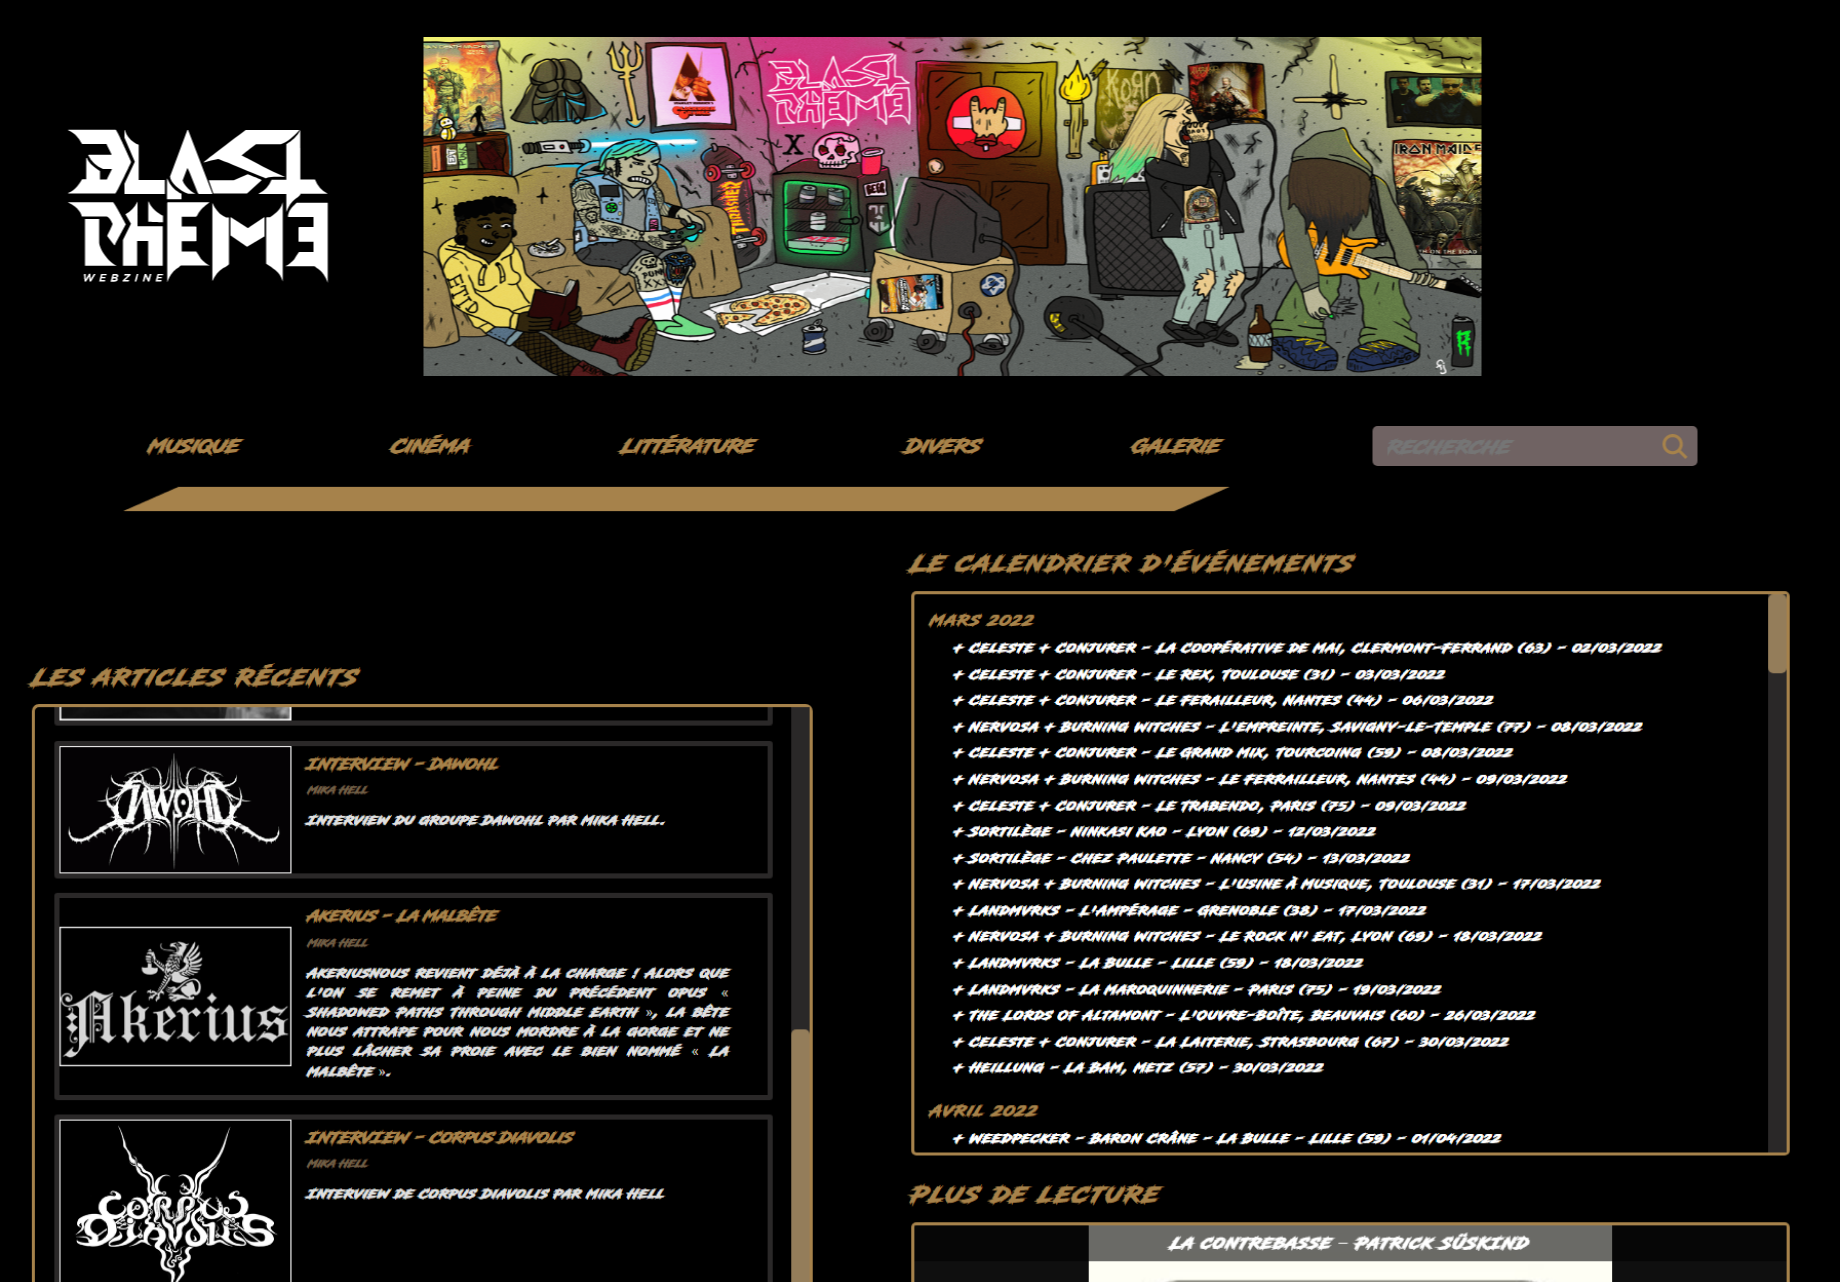 BLAST
PHEME
WEBZINE
BLAST
PHEME
X
KORN
IRON MAIDEN
THRASHER
BEER
PUNK
XXX
MUSIQUE
CINÉMA
LITTÉRATURE
DIVERS
GALERIE
RECHERCHE
LES ARTICLES RÉCENTS
DAWOHL
INTERVIEW – DAWOHL
MIKA HELL
INTERVIEW DU GROUPE DAWOHL PAR MIKA HELL.
Akerius
AKERIUS – LA MALBÊTE
MIKA HELL
AKERIUSNOUS REVIENT DÉJÀ À LA CHARGE ! ALORS QUE
L'ON SE REMET À PEINE DU PRÉCÉDENT OPUS «
SHADOWED PATHS THROUGH MIDDLE EARTH », LA BÊTE
NOUS ATTRAPE POUR NOUS MORDRE À LA GORGE ET NE
PLUS LÂCHER SA PROIE AVEC LE BIEN NOMMÉ « LA
MALBÊTE ».
CORPUS
DIAVOLIS
INTERVIEW – CORPUS DIAVOLIS
MIKA HELL
INTERVIEW DE CORPUS DIAVOLIS PAR MIKA HELL
LE CALENDRIER D'ÉVÉNEMENTS
MARS 2022
+ CELESTE + CONJURER – LA COOPÉRATIVE DE MAI, CLERMONT-FERRAND (63) – 02/03/2022
+ CELESTE + CONJURER – LE REX, TOULOUSE (31) – 03/03/2022
+ CELESTE + CONJURER – LE FERAILLEUR, NANTES (44) – 06/03/2022
+ NERVOSA + BURNING WITCHES – L'EMPREINTE, SAVIGNY-LE-TEMPLE (77) – 08/03/2022
+ CELESTE + CONJURER – LE GRAND MIX, TOURCOING (59) – 08/03/2022
+ NERVOSA + BURNING WITCHES – LE FERRAILLEUR, NANTES (44) – 09/03/2022
+ CELESTE + CONJURER – LE TRABENDO, PARIS (75) – 09/03/2022
+ SORTILÈGE – NINKASI KAO – LYON (69) – 12/03/2022
+ SORTILÈGE – CHEZ PAULETTE – NANCY (54) – 13/03/2022
+ NERVOSA + BURNING WITCHES – L'USINE À MUSIQUE, TOULOUSE (31) – 17/03/2022
+ LANDMVRKS – L'AMPÉRAGE – GRENOBLE (38) – 17/03/2022
+ NERVOSA + BURNING WITCHES – LE ROCK N' EAT, LYON (69) – 18/03/2022
+ LANDMVRKS – LA BULLE – LILLE (59) – 18/03/2022
+ LANDMVRKS – LA MAROQUINNERIE – PARIS (75) – 19/03/2022
+ THE LORDS OF ALTAMONT – L'OUVRE-BOÎTE, BEAUVAIS (60) – 26/03/2022
+ CELESTE + CONJURER – LA LAITERIE, STRASBOURG (67) – 30/03/2022
+ HEILLUNG – LA BAM, METZ (57) – 30/03/2022
AVRIL 2022
+ WEEDPECKER – BARON CRÂNE – LA BULLE – LILLE (59) – 01/04/2022
PLUS DE LECTURE
LA CONTREBASSE – PATRICK SÜSKIND